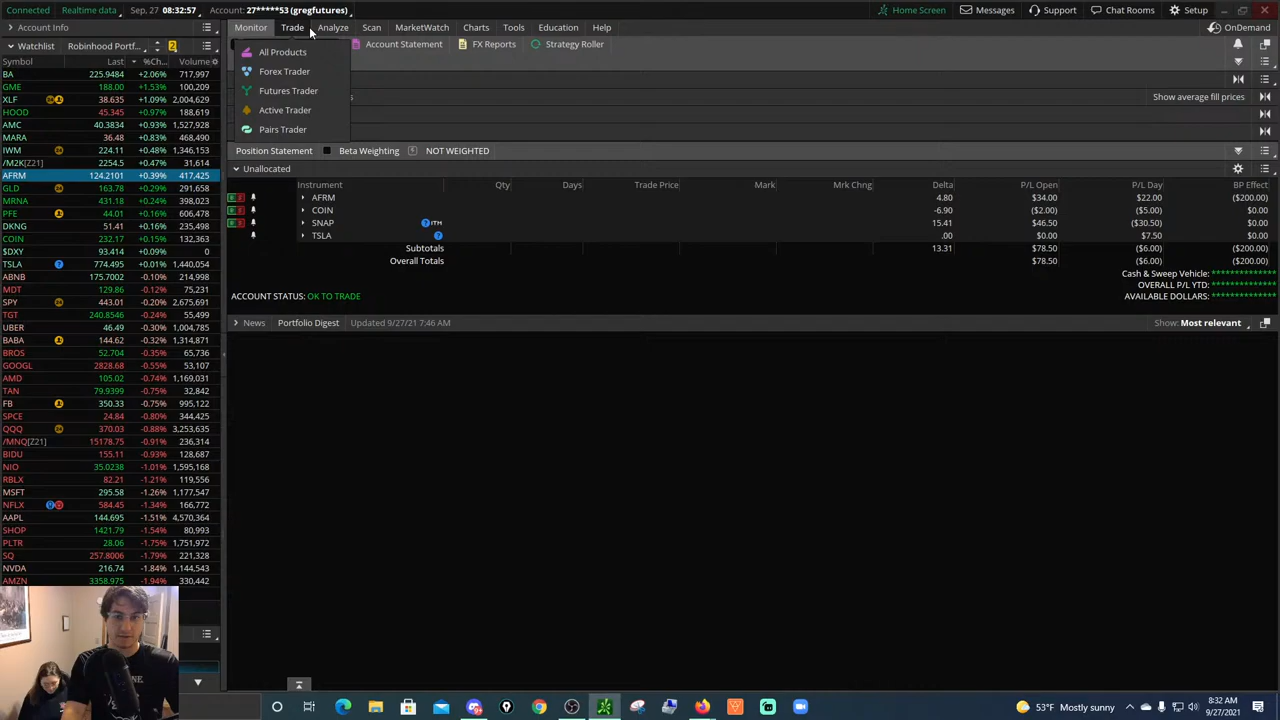 Connected Realtime data Sep, 27 08:32:57 Account: 27*****53 (gregfutures) Home Screen Messages Support Chat Rooms Setup
Account Info Monitor Trade Analyze Scan MarketWatch Charts Tools Education Help OnDemand
Watchlist Robinhood Portf... 2 Account Statement FX Reports Strategy Roller
All Products
Forex Trader
Futures Trader
Active Trader
Pairs Trader
Show average fill prices
Symbol Last %Ch... Volume
BA 225.9484 +2.06% 717,997
GME 188.00 +1.53% 100,209
XLF 38.635 +1.09% 2,004,629
HOOD 45.345 +0.97% 188,619
AMC 40.3834 +0.93% 1,527,928
MARA 36.48 +0.83% 468,490
IWM 224.11 +0.48% 1,346,153
/M2K[Z21] 2254.5 +0.47% 31,614
AFRM 124.2101 +0.39% 417,425
GLD 163.78 +0.29% 291,658
MRNA 431.18 +0.24% 398,023
PFE 44.01 +0.16% 606,478
DKNG 51.41 +0.16% 235,498
COIN 232.17 +0.15% 132,363
$DXY 93.414 +0.09% 0
TSLA 774.495 +0.01% 1,440,054
ABNB 175.7002 -0.10% 214,998
MDT 129.86 -0.12% 75,231
SPY 443.01 -0.20% 2,675,691
TGT 240.8546 -0.24% 55,499
UBER 46.49 -0.30% 1,004,785
BABA 144.62 -0.32% 1,314,871
BROS 52.704 -0.35% 65,736
GOOGL 2828.68 -0.55% 53,107
AMD 105.02 -0.74% 1,169,031
TAN 79.9399 -0.75% 32,842
FB 350.33 -0.75% 995,122
SPCE 24.84 -0.80% 344,425
QQQ 370.03 -0.88% 3,253,635
/MNQ[Z21] 15178.75 -0.91% 236,314
BIDU 155.11 -0.93% 128,687
NIO 35.0238 -1.01% 1,595,168
RBLX 82.21 -1.21% 119,556
MSFT 295.58 -1.26% 1,177,547
NFLX 584.45 -1.34% 166,772
AAPL 144.695 -1.51% 4,570,364
SHOP 1421.79 -1.54% 80,993
PLTR 28.06 -1.75% 1,751,972
SQ 257.8006 -1.79% 221,328
NVDA 216.74 -1.84% 1,144,543
AMZN 3358.975 -1.94% 330,442
Position Statement Beta Weighting NOT WEIGHTED
Unallocated
Instrument Qty Days Trade Price Mark Mrk Chng Delta P/L Open P/L Day BP Effect
AFRM 4.80 $34.00 $22.00 ($200.00)
COIN -6.90 ($2.00) ($5.00) $0.00
SNAP ITM 15.41 $46.50 ($30.50) $0.00
TSLA .00 $0.00 $7.50 $0.00
Subtotals 13.31 $78.50 ($6.00) ($200.00)
Overall Totals $78.50 ($6.00) ($200.00)
Cash & Sweep Vehicle: **************
OVERALL P/L YTD: **************
ACCOUNT STATUS: OK TO TRADE AVAILABLE DOLLARS: **************
News Portfolio Digest Updated 9/27/21 7:46 AM Show: Most relevant
53°F Mostly sunny 8:32 AM
9/27/2021